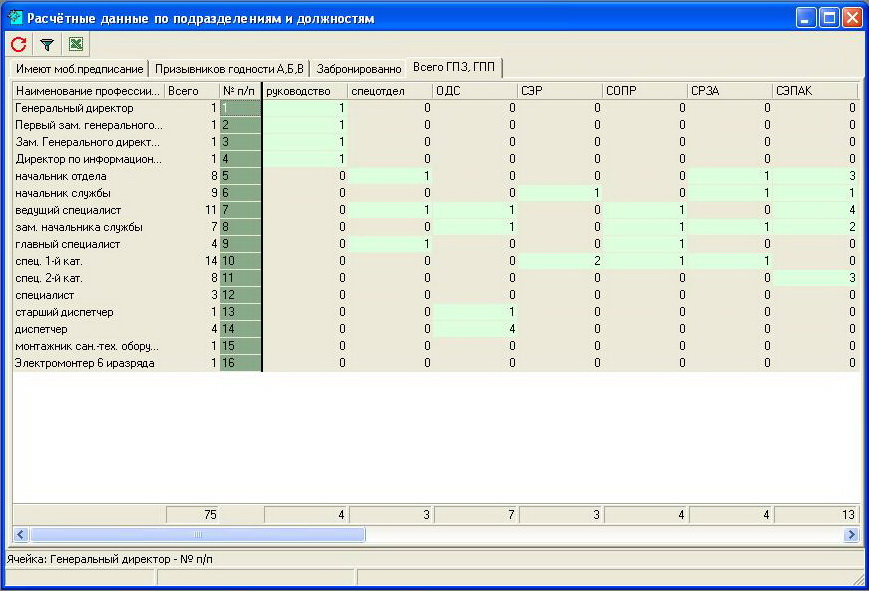 Расчётные данные по подразделениям и должностям
Имеют моб.предписание Призывников годности А,Б,В Забронированно Всего ГПЗ, ГПП
Наименование профессии... Всего № п/п руководство спецотдел ОДС СЭР СОПР СРЗА СЭПАК
Генеральный директор 1 1 1 0 0 0 0 0 0
Первый зам. генерального... 1 2 1 0 0 0 0 0 0
Зам. Генерального директ... 1 3 1 0 0 0 0 0 0
Директор по информацион... 1 4 1 0 0 0 0 0 0
начальник отдела 8 5 0 1 0 0 0 1 3
начальник службы 9 6 0 0 0 1 0 1 1
ведущий специалист 11 7 0 1 1 0 1 0 4
зам. начальника службы 7 8 0 0 1 0 1 1 2
главный специалист 4 9 0 1 0 0 1 0 0
спец. 1-й кат. 14 10 0 0 0 2 1 1 0
спец. 2-й кат. 8 11 0 0 0 0 0 0 3
специалист 3 12 0 0 0 0 0 0 0
старший диспетчер 1 13 0 0 1 0 0 0 0
диспетчер 4 14 0 0 4 0 0 0 0
монтажник сан.-тех. обору... 1 15 0 0 0 0 0 0 0
Электромонтер 6 иразряда 1 16 0 0 0 0 0 0 0
75 4 3 7 3 4 4 13
Ячейка: Генеральный директор - № п/п